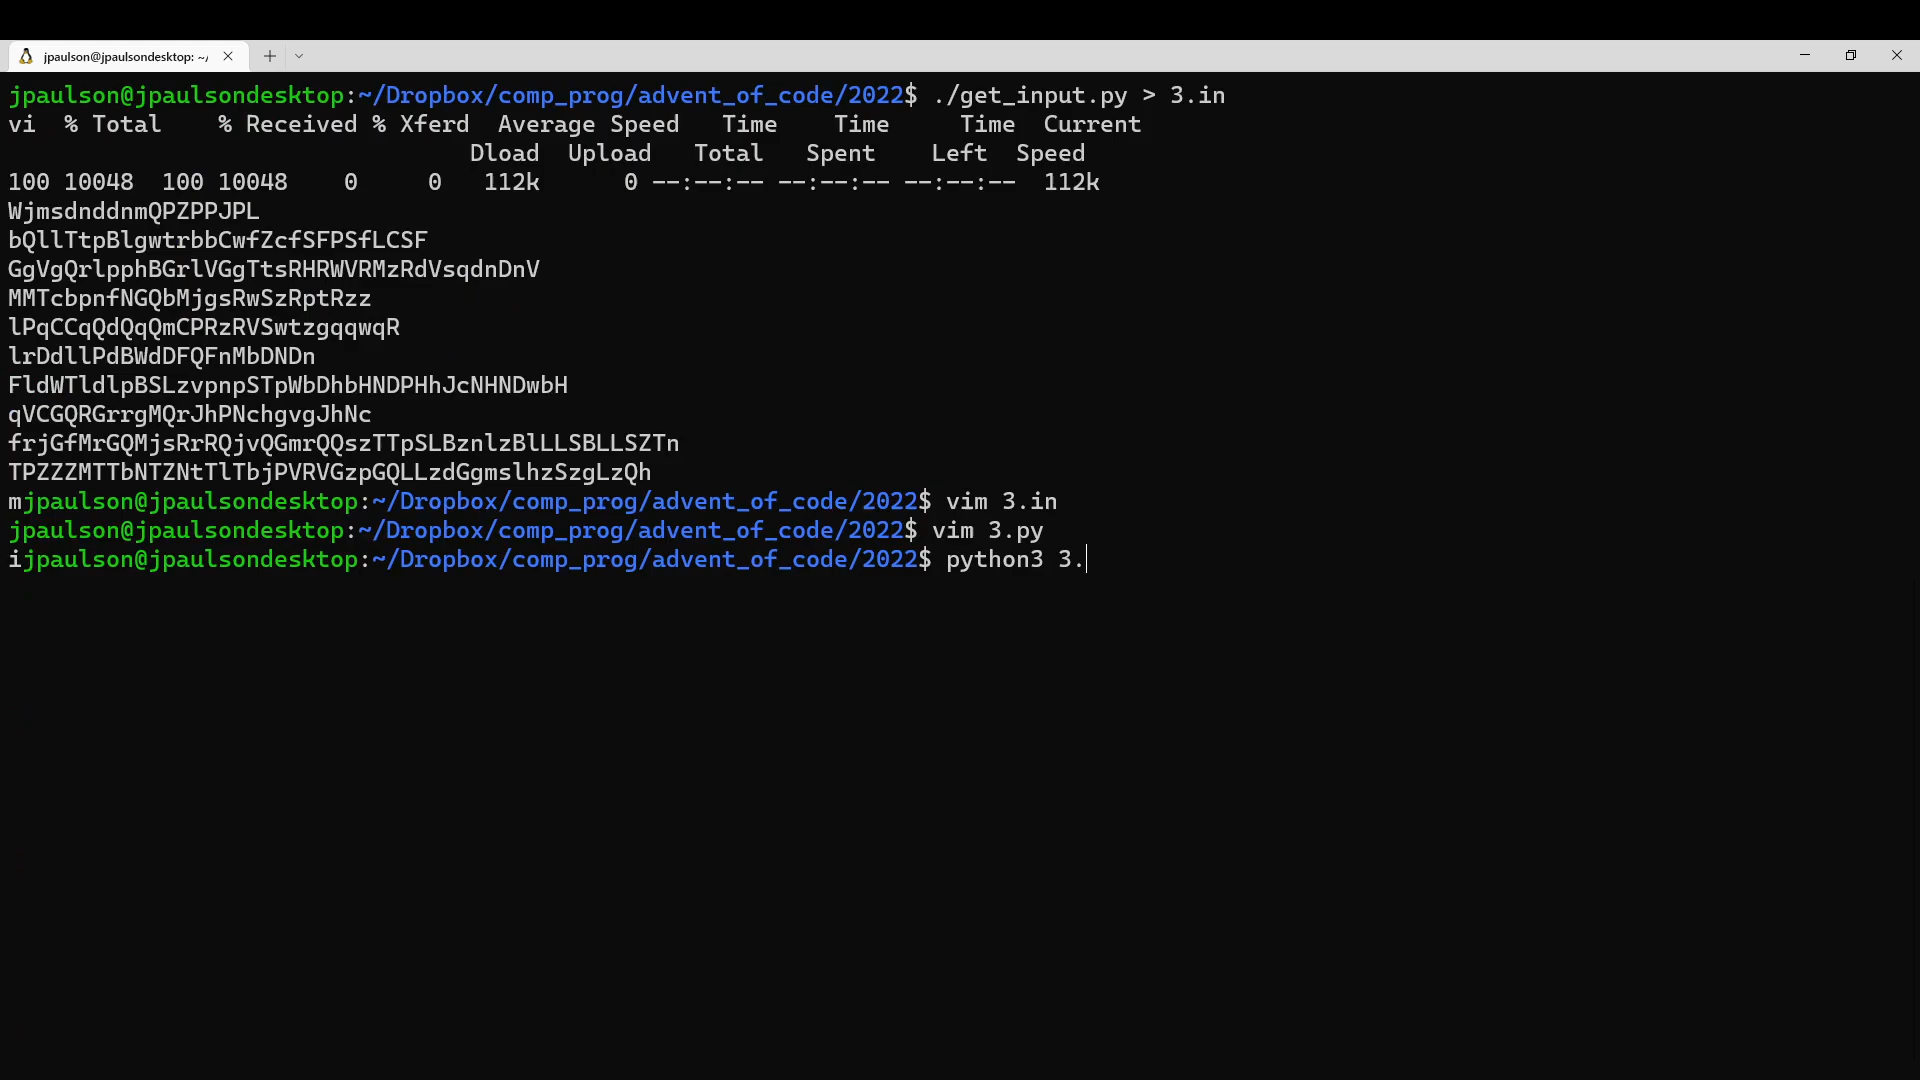 jpaulson@jpaulsondesktop: ~/
jpaulson@jpaulsondesktop:~/Dropbox/comp_prog/advent_of_code/2022$ ./get_input.py > 3.in
vi  % Total    % Received % Xferd  Average Speed   Time    Time     Time  Current
                                 Dload  Upload   Total   Spent    Left  Speed
100 10048  100 10048    0     0   112k      0 --:--:-- --:--:-- --:--:--  112k
WjmsdnddnmQPZPPJPL
bQllTtpBlgwtrbbCwfZcfSFPSfLCSF
GgVgQrlpphBGrlVGgTtsRHRWVRMzRdVsqdnDnV
MMTcbpnfNGQbMjgsRwSzRptRzz
lPqCCqQdQqQmCPRzRVSwtzgqqwqR
lrDdllPdBWdDFQFnMbDNDn
FldWTldlpBSLzvpnpSTpWbDhbHNDPHhJcNHNDwbH
qVCGQRGrrgMQrJhPNchgvgJhNc
frjGfMrGQMjsRrRQjvQGmrQQszTTpSLBznlzBlLLSBLLSZTn
TPZZZMTTbNTZNtTlTbjPVRVGzpGQLLzdGgmslhzSzgLzQh
mjpaulson@jpaulsondesktop:~/Dropbox/comp_prog/advent_of_code/2022$ vim 3.in
jpaulson@jpaulsondesktop:~/Dropbox/comp_prog/advent_of_code/2022$ vim 3.py
ijpaulson@jpaulsondesktop:~/Dropbox/comp_prog/advent_of_code/2022$ python3 3.